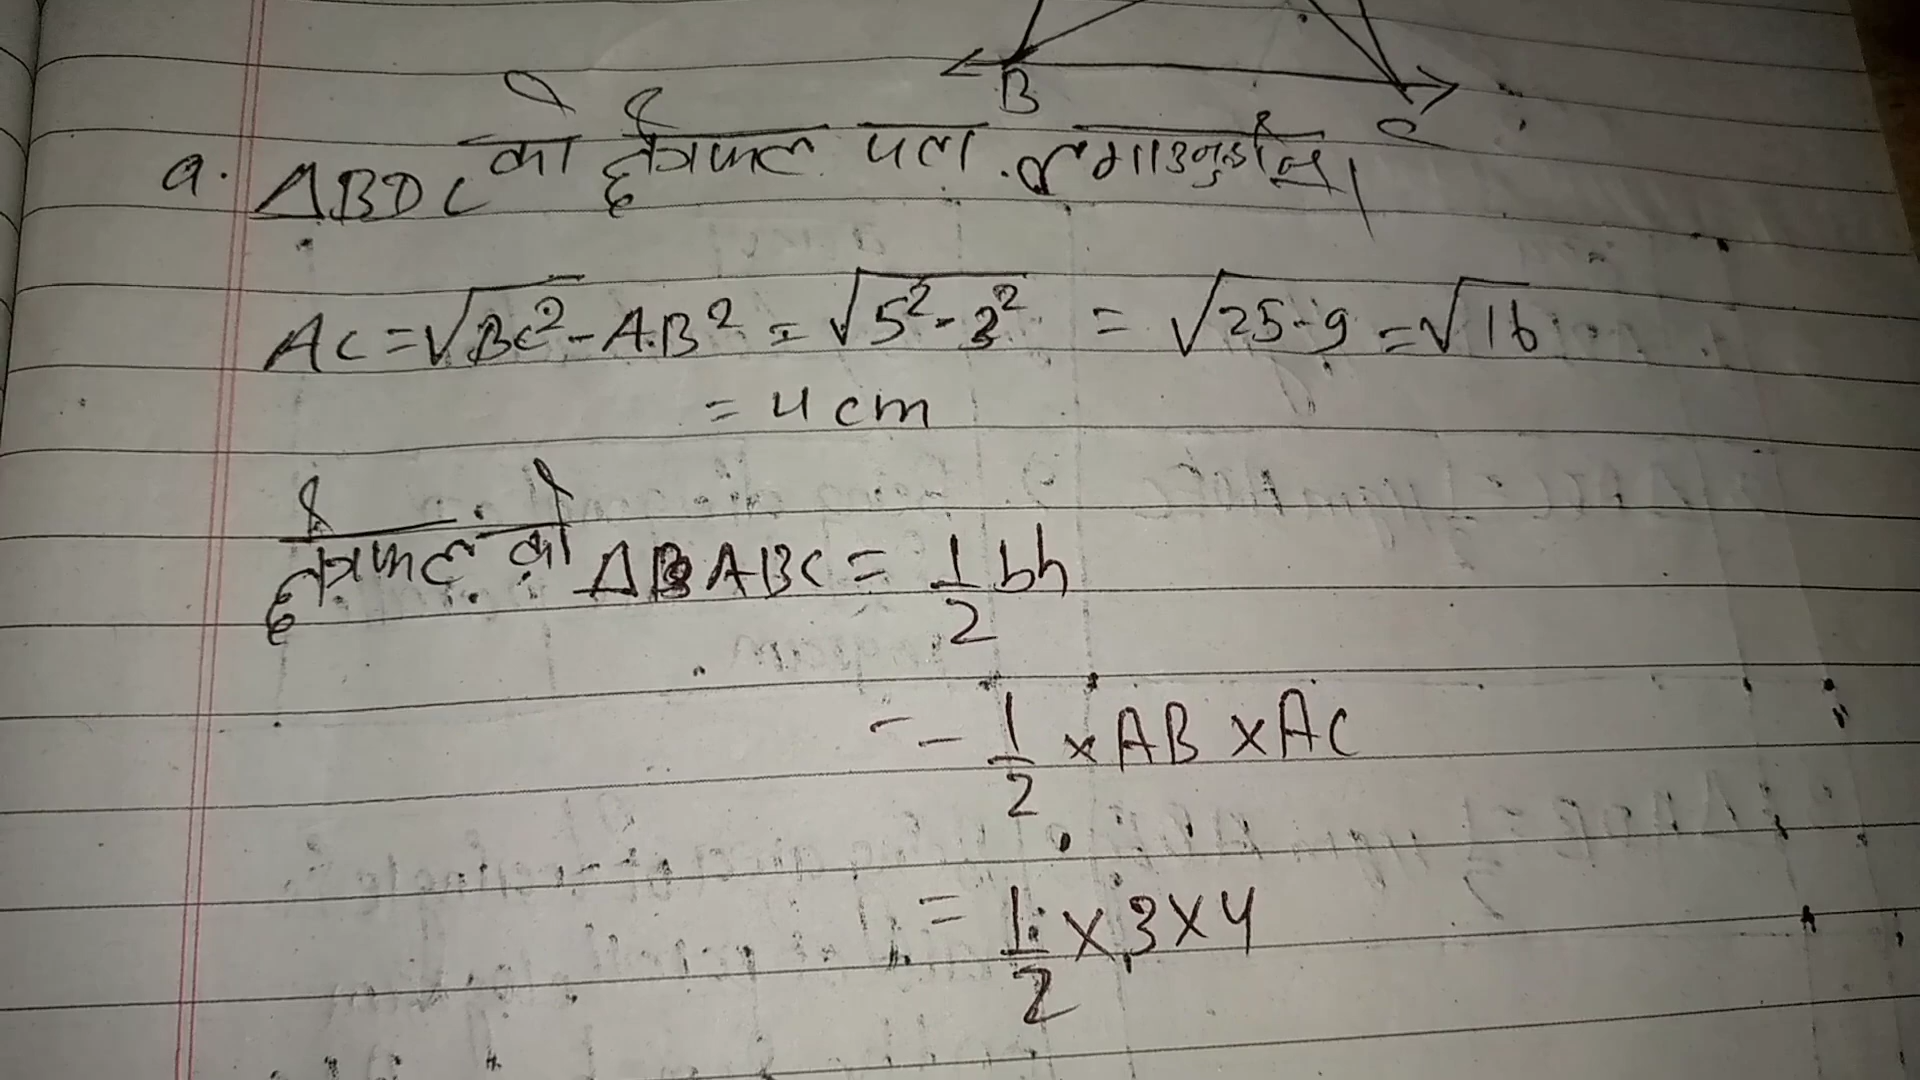 B
C
a. ΔBDC को क्षेत्रफल पत्ता लगाउनुहोस्।
AC = √BC² - AB² = √5² - 3² = √25 - 9 = √16
= 4 cm
क्षेत्रफल को Δ ABC = 1/2 bh
= 1/2 × AB × AC
= 1/2 × 3 × 4